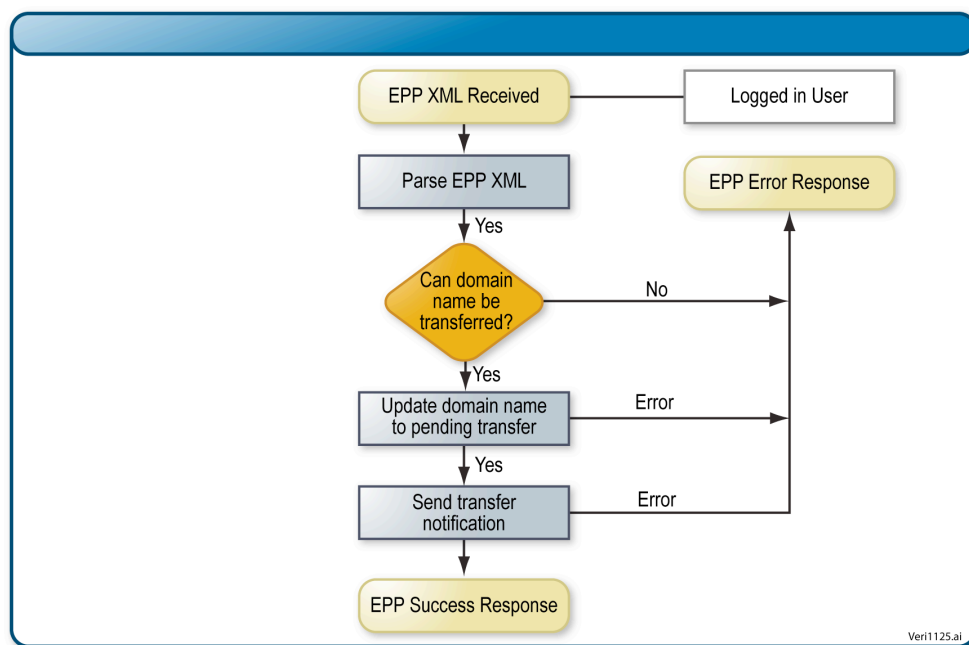 EPP XML Received
Logged in User
Parse EPP XML
EPP Error Response
Yes
Can domain
name be
transferred?
No
Yes
Update domain name
to pending transfer
Error
Yes
Send transfer
notification
Error
EPP Success Response
Veri1125.ai